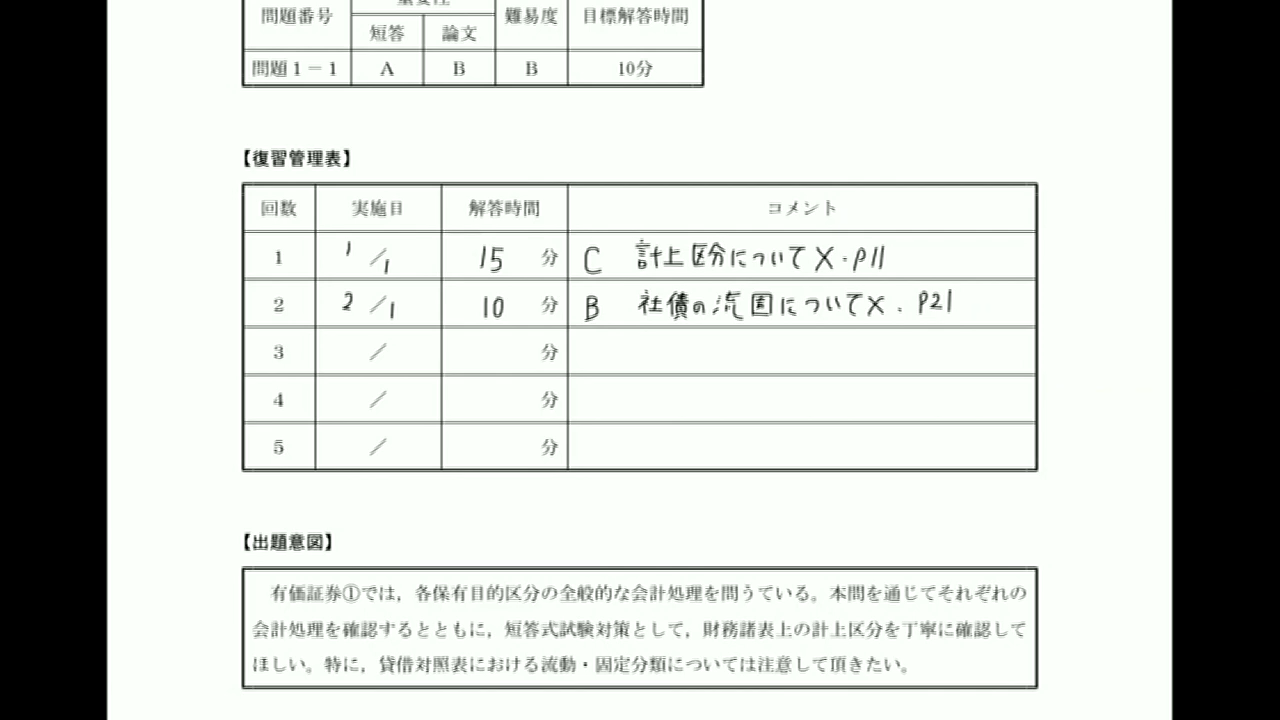 問題番号 重要性 難易度 目標解答時間
短答 論文
問題1-1 A B B 10分
【復習管理表】
回数 実施日 解答時間 コメント
1 1/1 15 分 C 計上区分について X・P11
2 2/1 10 分 B 社債の流固について X . P21
3 / 分
4 / 分
5 / 分
【出題意図】
有価証券①では，各保有目的区分の全般的な会計処理を問うている。本問を通じてそれぞれの
会計処理を確認するとともに，短答式試験対策として，財務諸表上の計上区分を丁寧に確認して
ほしい。特に，貸借対照表における流動・固定分類については注意して頂きたい。